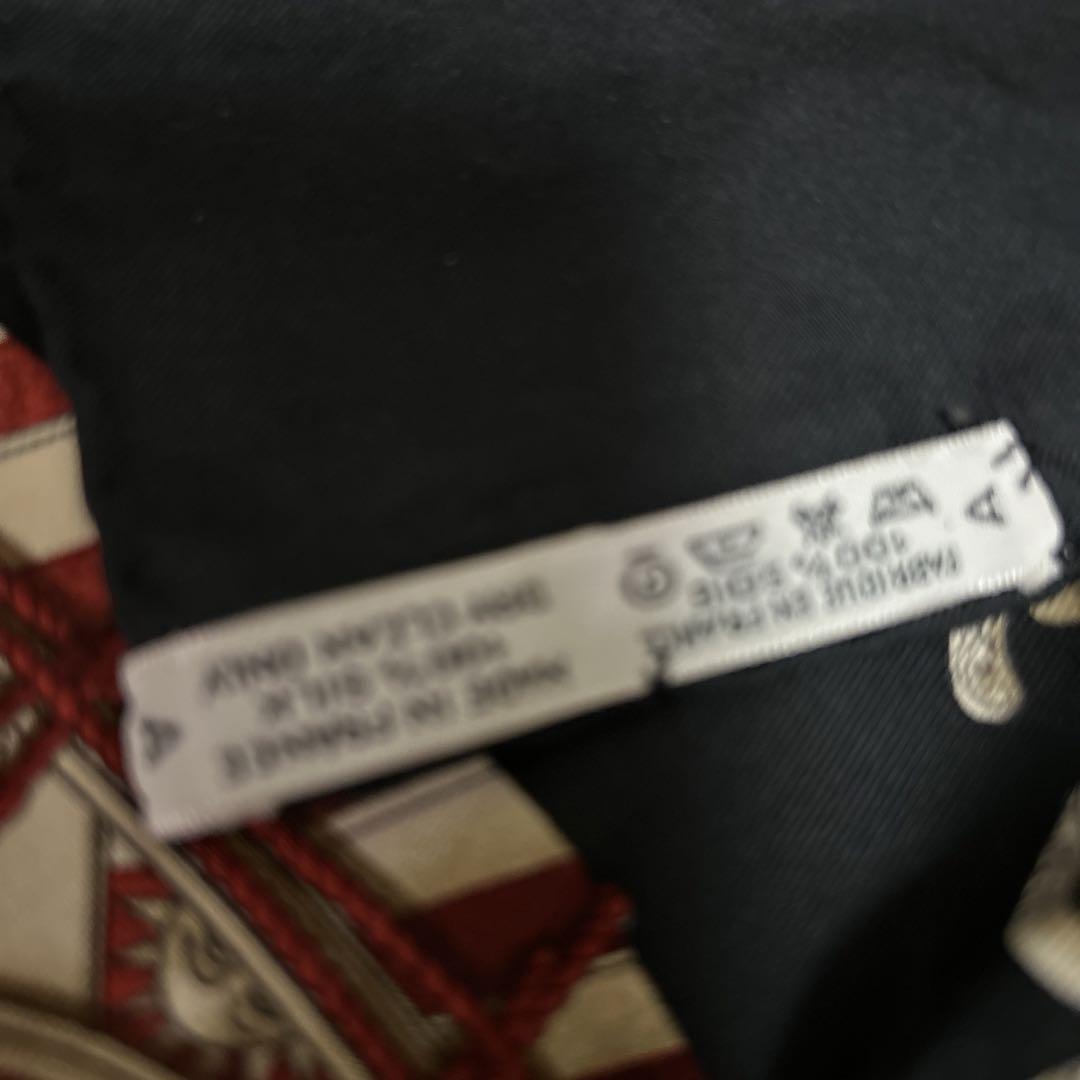 FABRIQUE EN FRANCE
100% SOIE
A
MADE IN FRANCE
100% SILK
DRY CLEAN ONLY
A